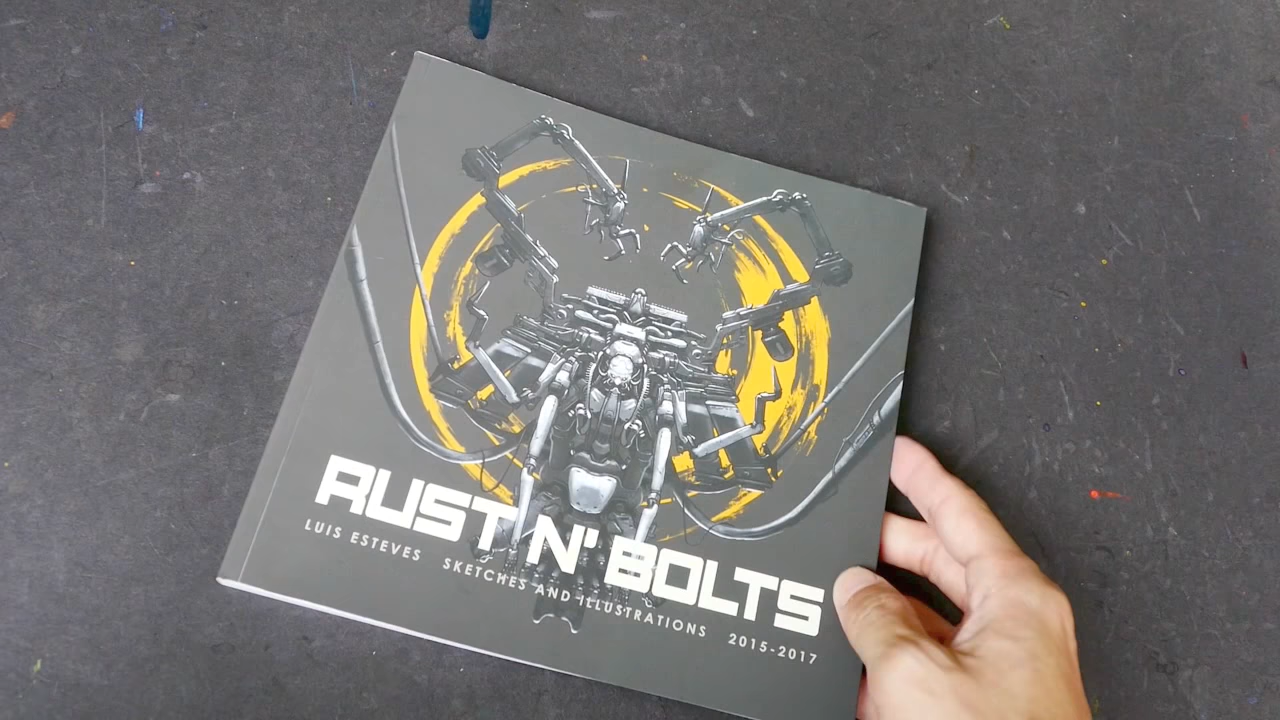 RUST N' BOLTS
LUIS ESTEVES SKETCHES AND ILLUSTRATIONS 2015-2017